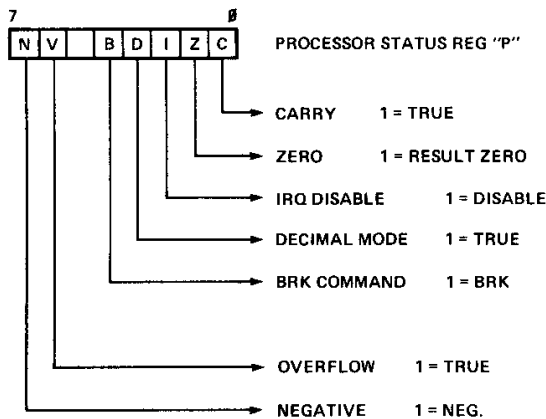 7 0
N V B D I Z C PROCESSOR STATUS REG "P"
CARRY 1 = TRUE
ZERO 1 = RESULT ZERO
IRQ DISABLE 1 = DISABLE
DECIMAL MODE 1 = TRUE
BRK COMMAND 1 = BRK
OVERFLOW 1 = TRUE
NEGATIVE 1 = NEG.